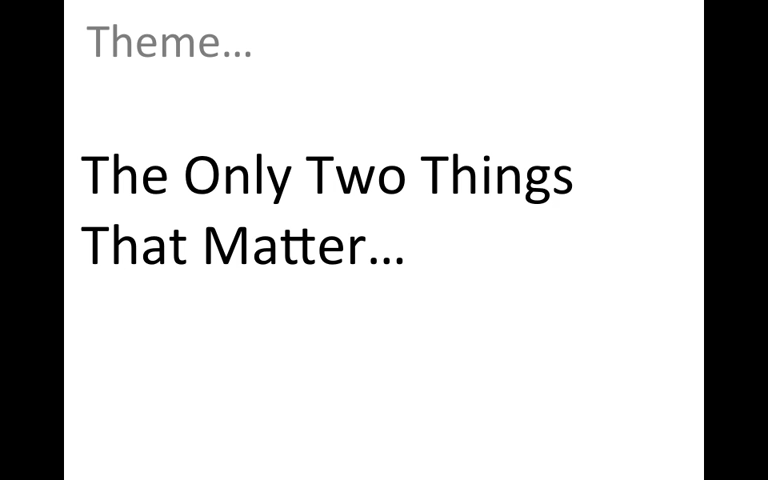 Theme…
The Only Two Things
That Matter…